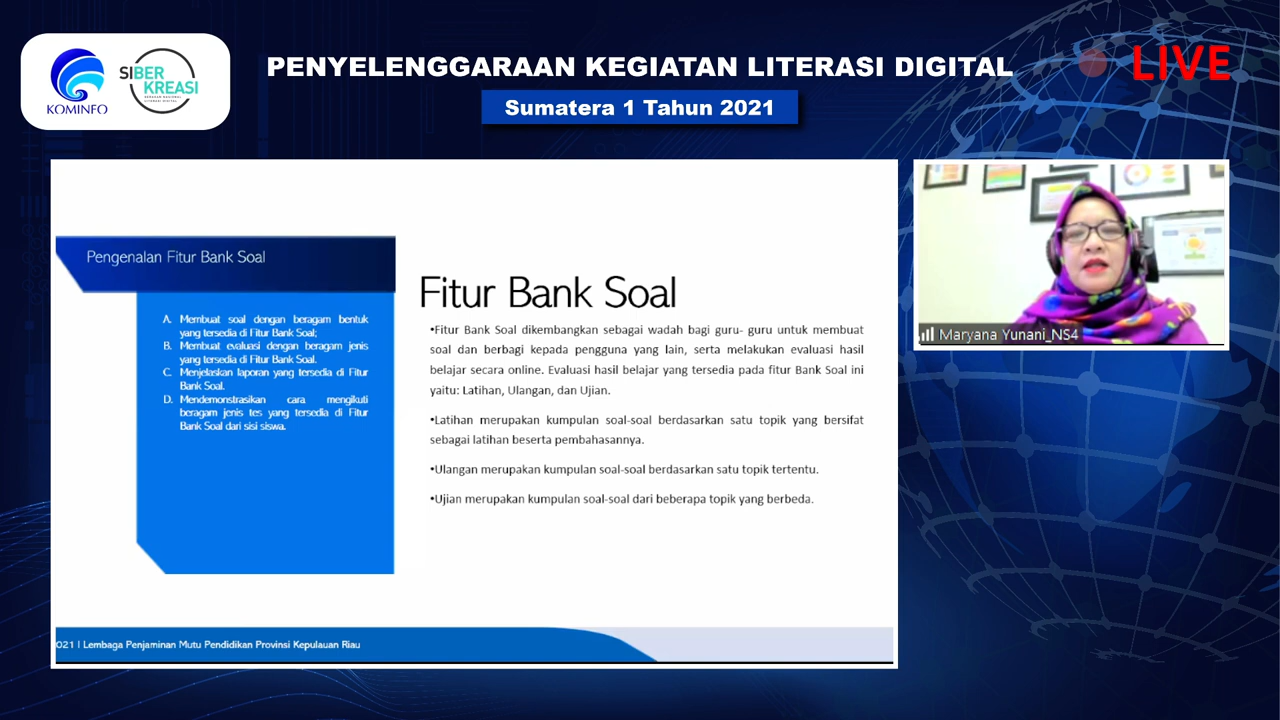 KOMINFO
SIBER
KREASI
PENYELENGGARAAN KEGIATAN LITERASI DIGITAL
Sumatera 1 Tahun 2021
LIVE
Pengenalan Fitur Bank Soal
A. Membuat soal dengan beragam bentuk
yang tersedia di Fitur Bank Soal;
B. Membuat evaluasi dengan beragam jenis
yang tersedia di Fitur Bank Soal.
C. Menjelaskan laporan yang tersedia di Fitur
Bank Soal.
D. Mendemonstrasikan cara mengikuti
beragam jenis tes yang tersedia di Fitur
Bank Soal dari sisi siswa.
Fitur Bank Soal
•Fitur Bank Soal dikembangkan sebagai wadah bagi guru- guru untuk membuat
soal dan berbagi kepada pengguna yang lain, serta melakukan evaluasi hasil
belajar secara online. Evaluasi hasil belajar yang tersedia pada fitur Bank Soal ini
yaitu: Latihan, Ulangan, dan Ujian.
•Latihan merupakan kumpulan soal-soal berdasarkan satu topik yang bersifat
sebagai latihan beserta pembahasannya.
•Ulangan merupakan kumpulan soal-soal berdasarkan satu topik tertentu.
•Ujian merupakan kumpulan soal-soal dari beberapa topik yang berbeda.
021 | Lembaga Penjaminan Mutu Pendidikan Provinsi Kepulauan Riau
Maryana Yunani_NS4